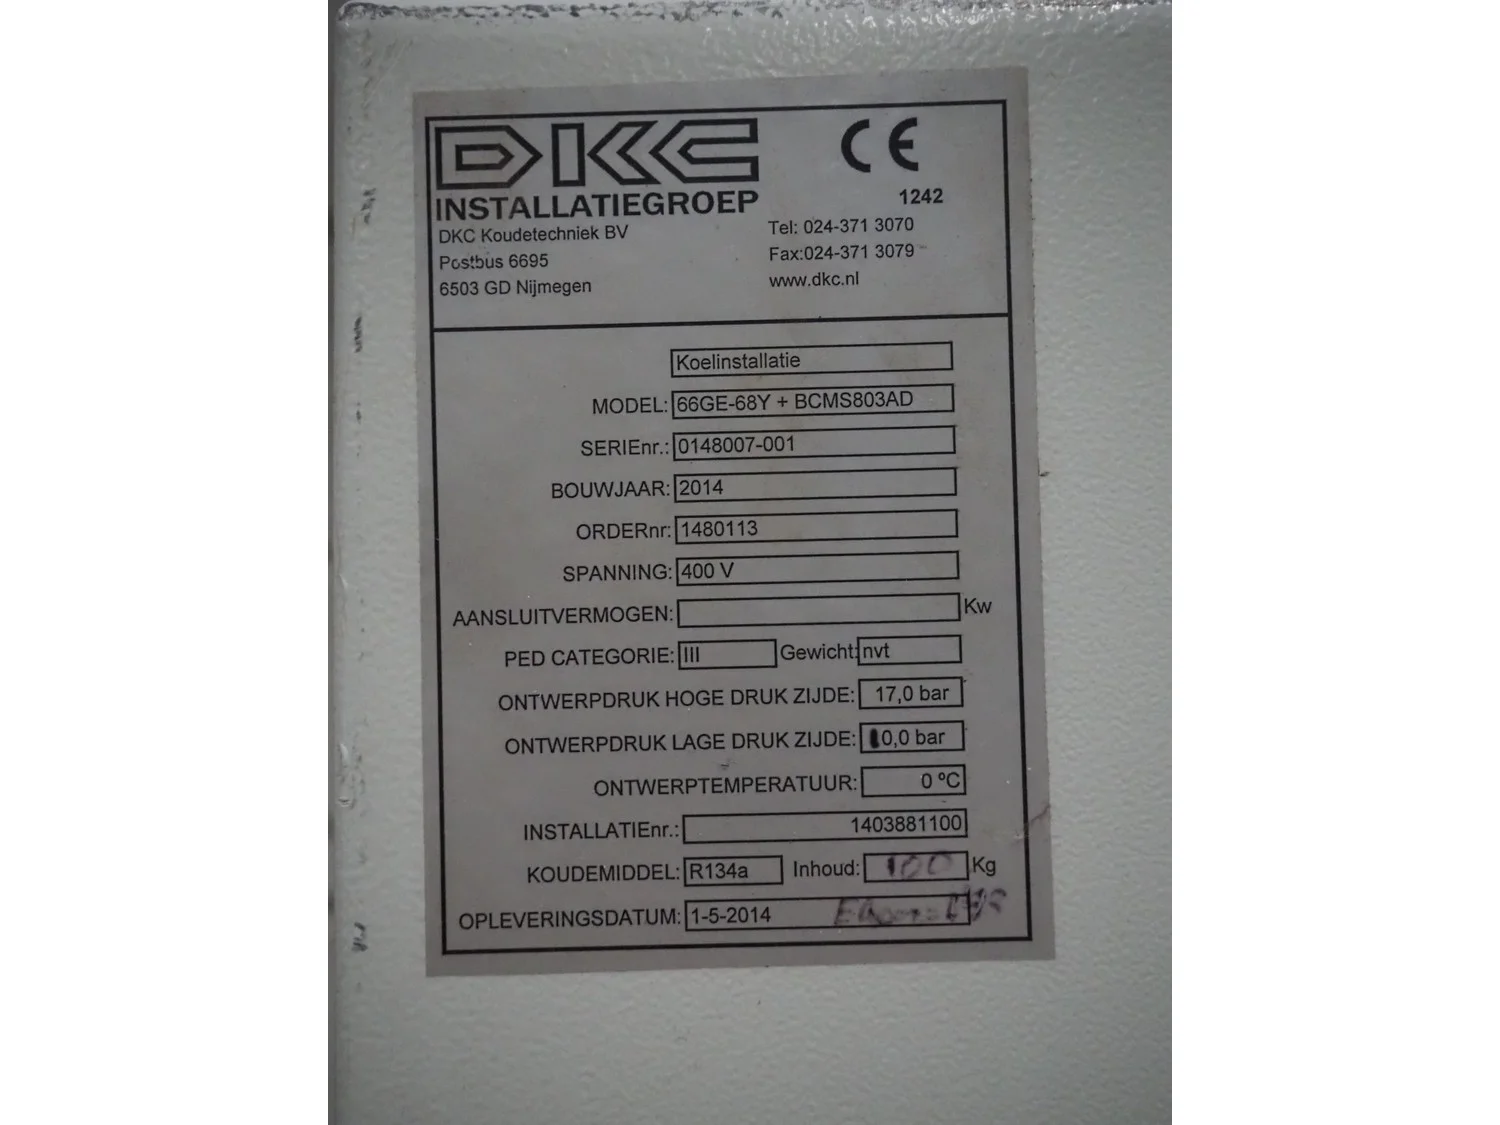 DKC
INSTALLATIEGROEP
DKC Koudetechniek BV
Postbus 6695
6503 GD Nijmegen
CE
1242
Tel: 024-371 3070
Fax:024-371 3079
www.dkc.nl
Koelinstallatie
MODEL: 66GE-68Y + BCMS803AD
SERIEnr.: 0148007-001
BOUWJAAR: 2014
ORDERnr: 1480113
SPANNING: 400 V
AANSLUITVERMOGEN: Kw
PED CATEGORIE: III Gewicht: nvt
ONTWERPDRUK HOGE DRUK ZIJDE: 17,0 bar
ONTWERPDRUK LAGE DRUK ZIJDE: 10,0 bar
ONTWERPTEMPERATUUR: 0 ºC
INSTALLATIEnr.: 1403881100
KOUDEMIDDEL: R134a Inhoud: 100 Kg
OPLEVERINGSDATUM: 1-5-2014